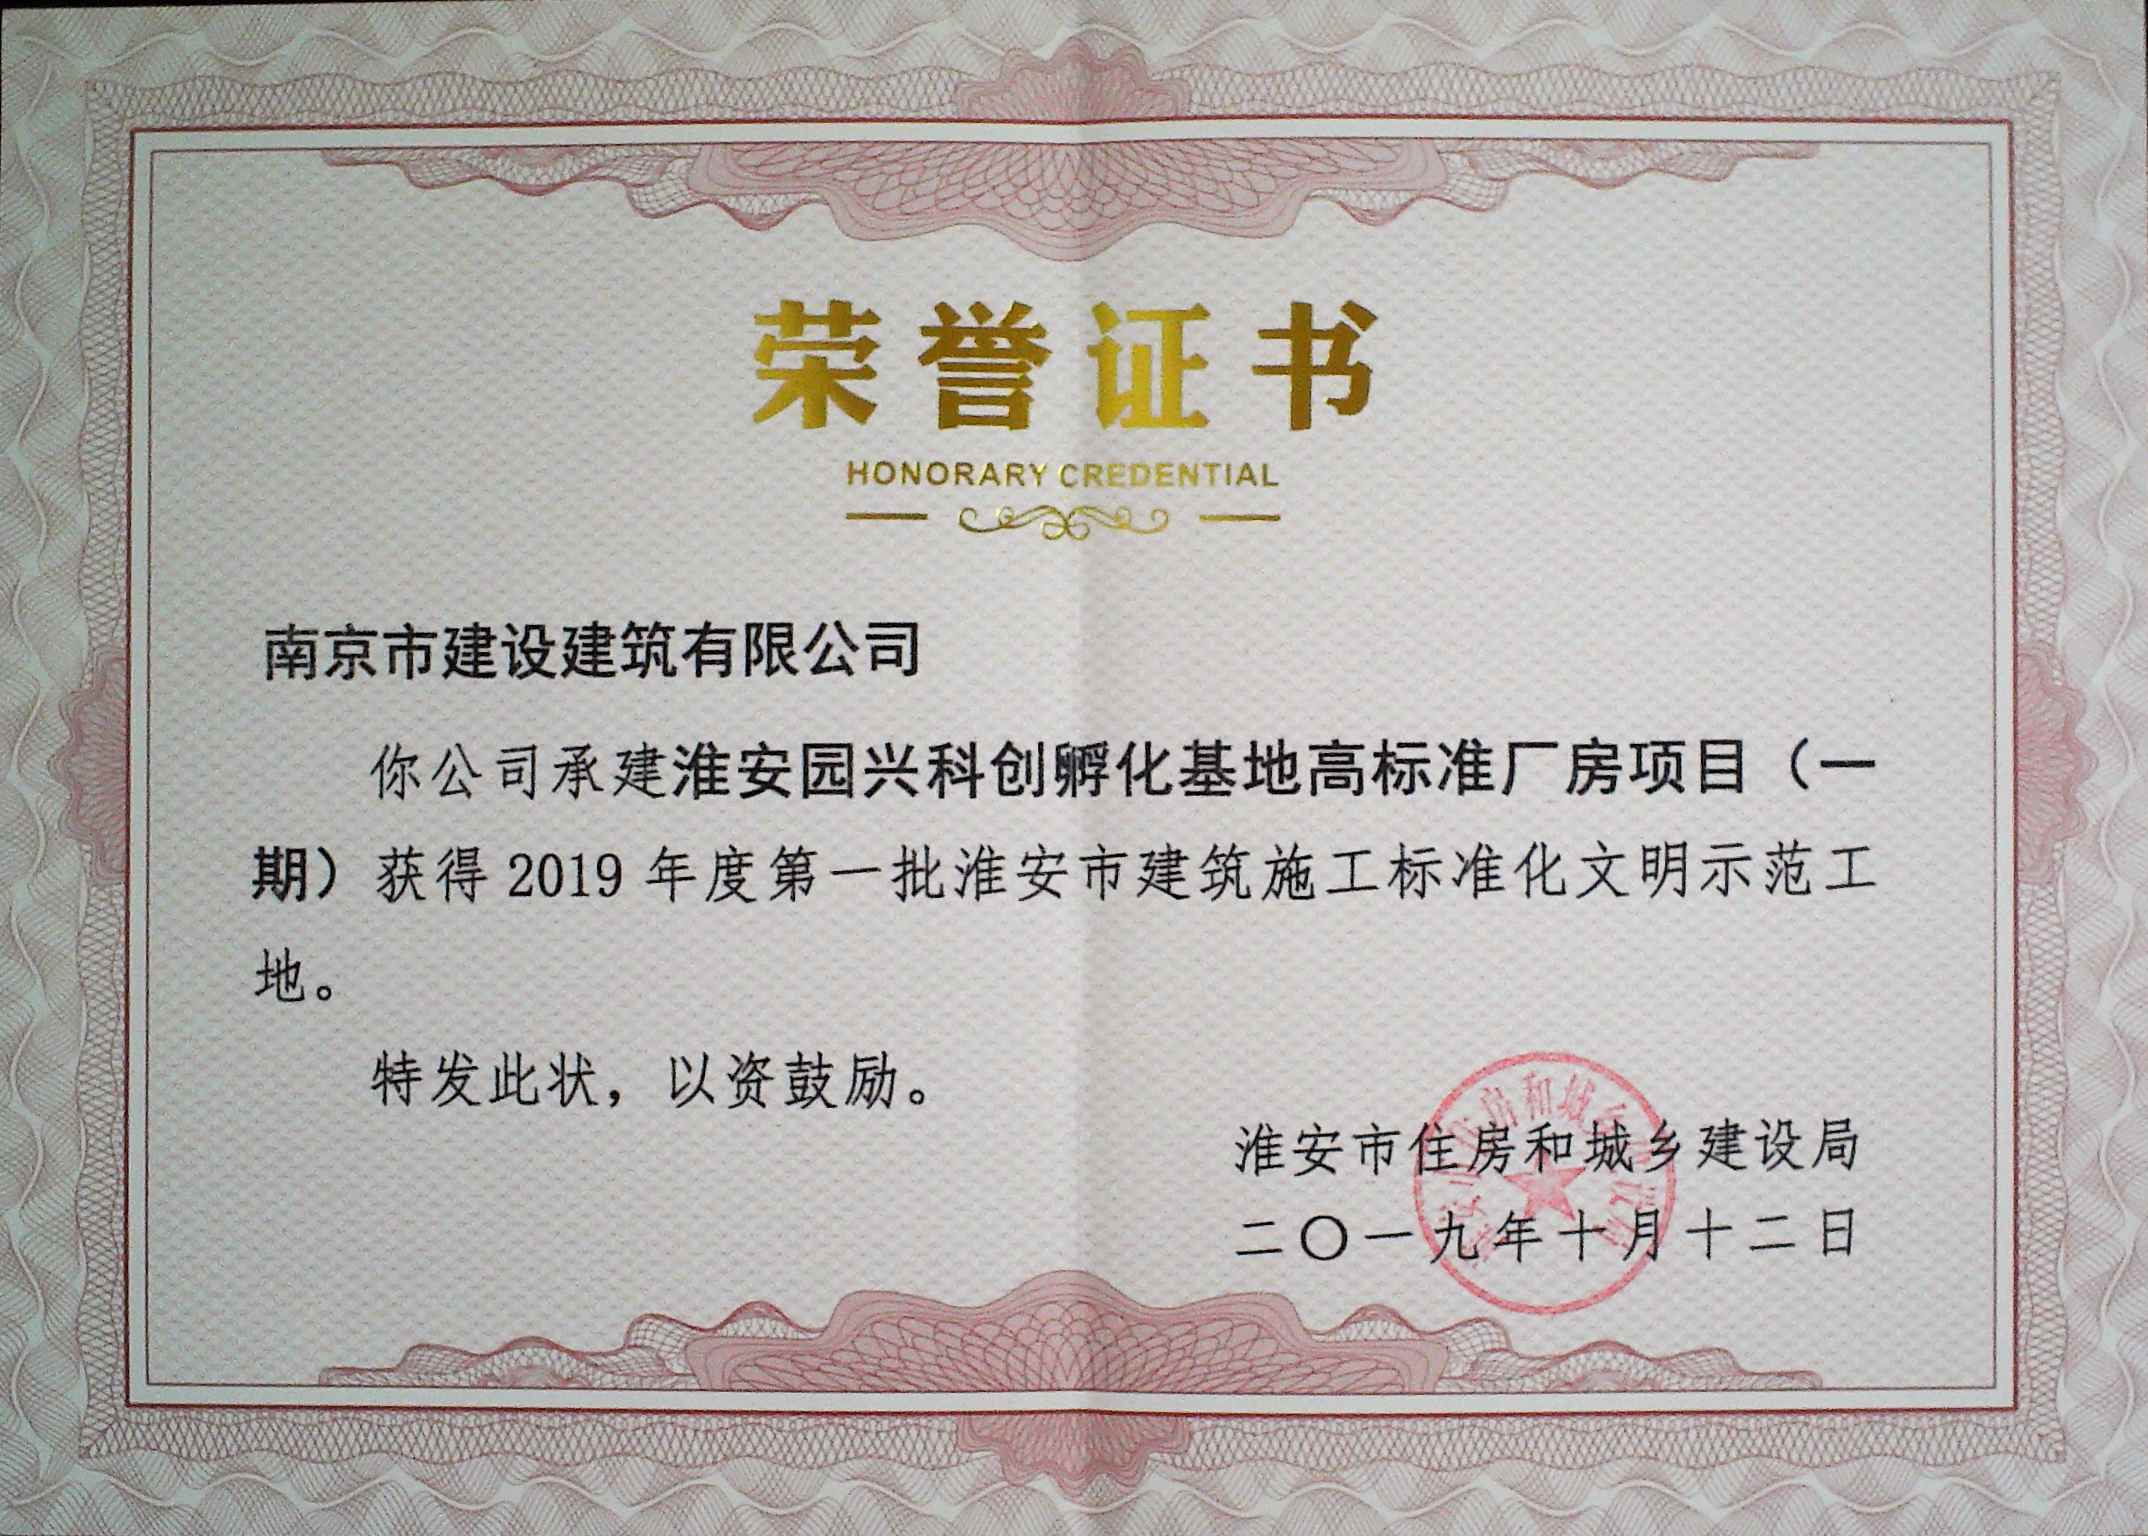 荣誉证书
HONORARY CREDENTIAL
南京市建设建筑有限公司
你公司承建淮安园兴科创孵化基地高标准厂房项目（一
期）获得 2019 年度第一批淮安市建筑施工标准化文明示范工
地。
特发此状，以资鼓励。
淮安市住房和城乡建设局
二〇一九年十月十二日